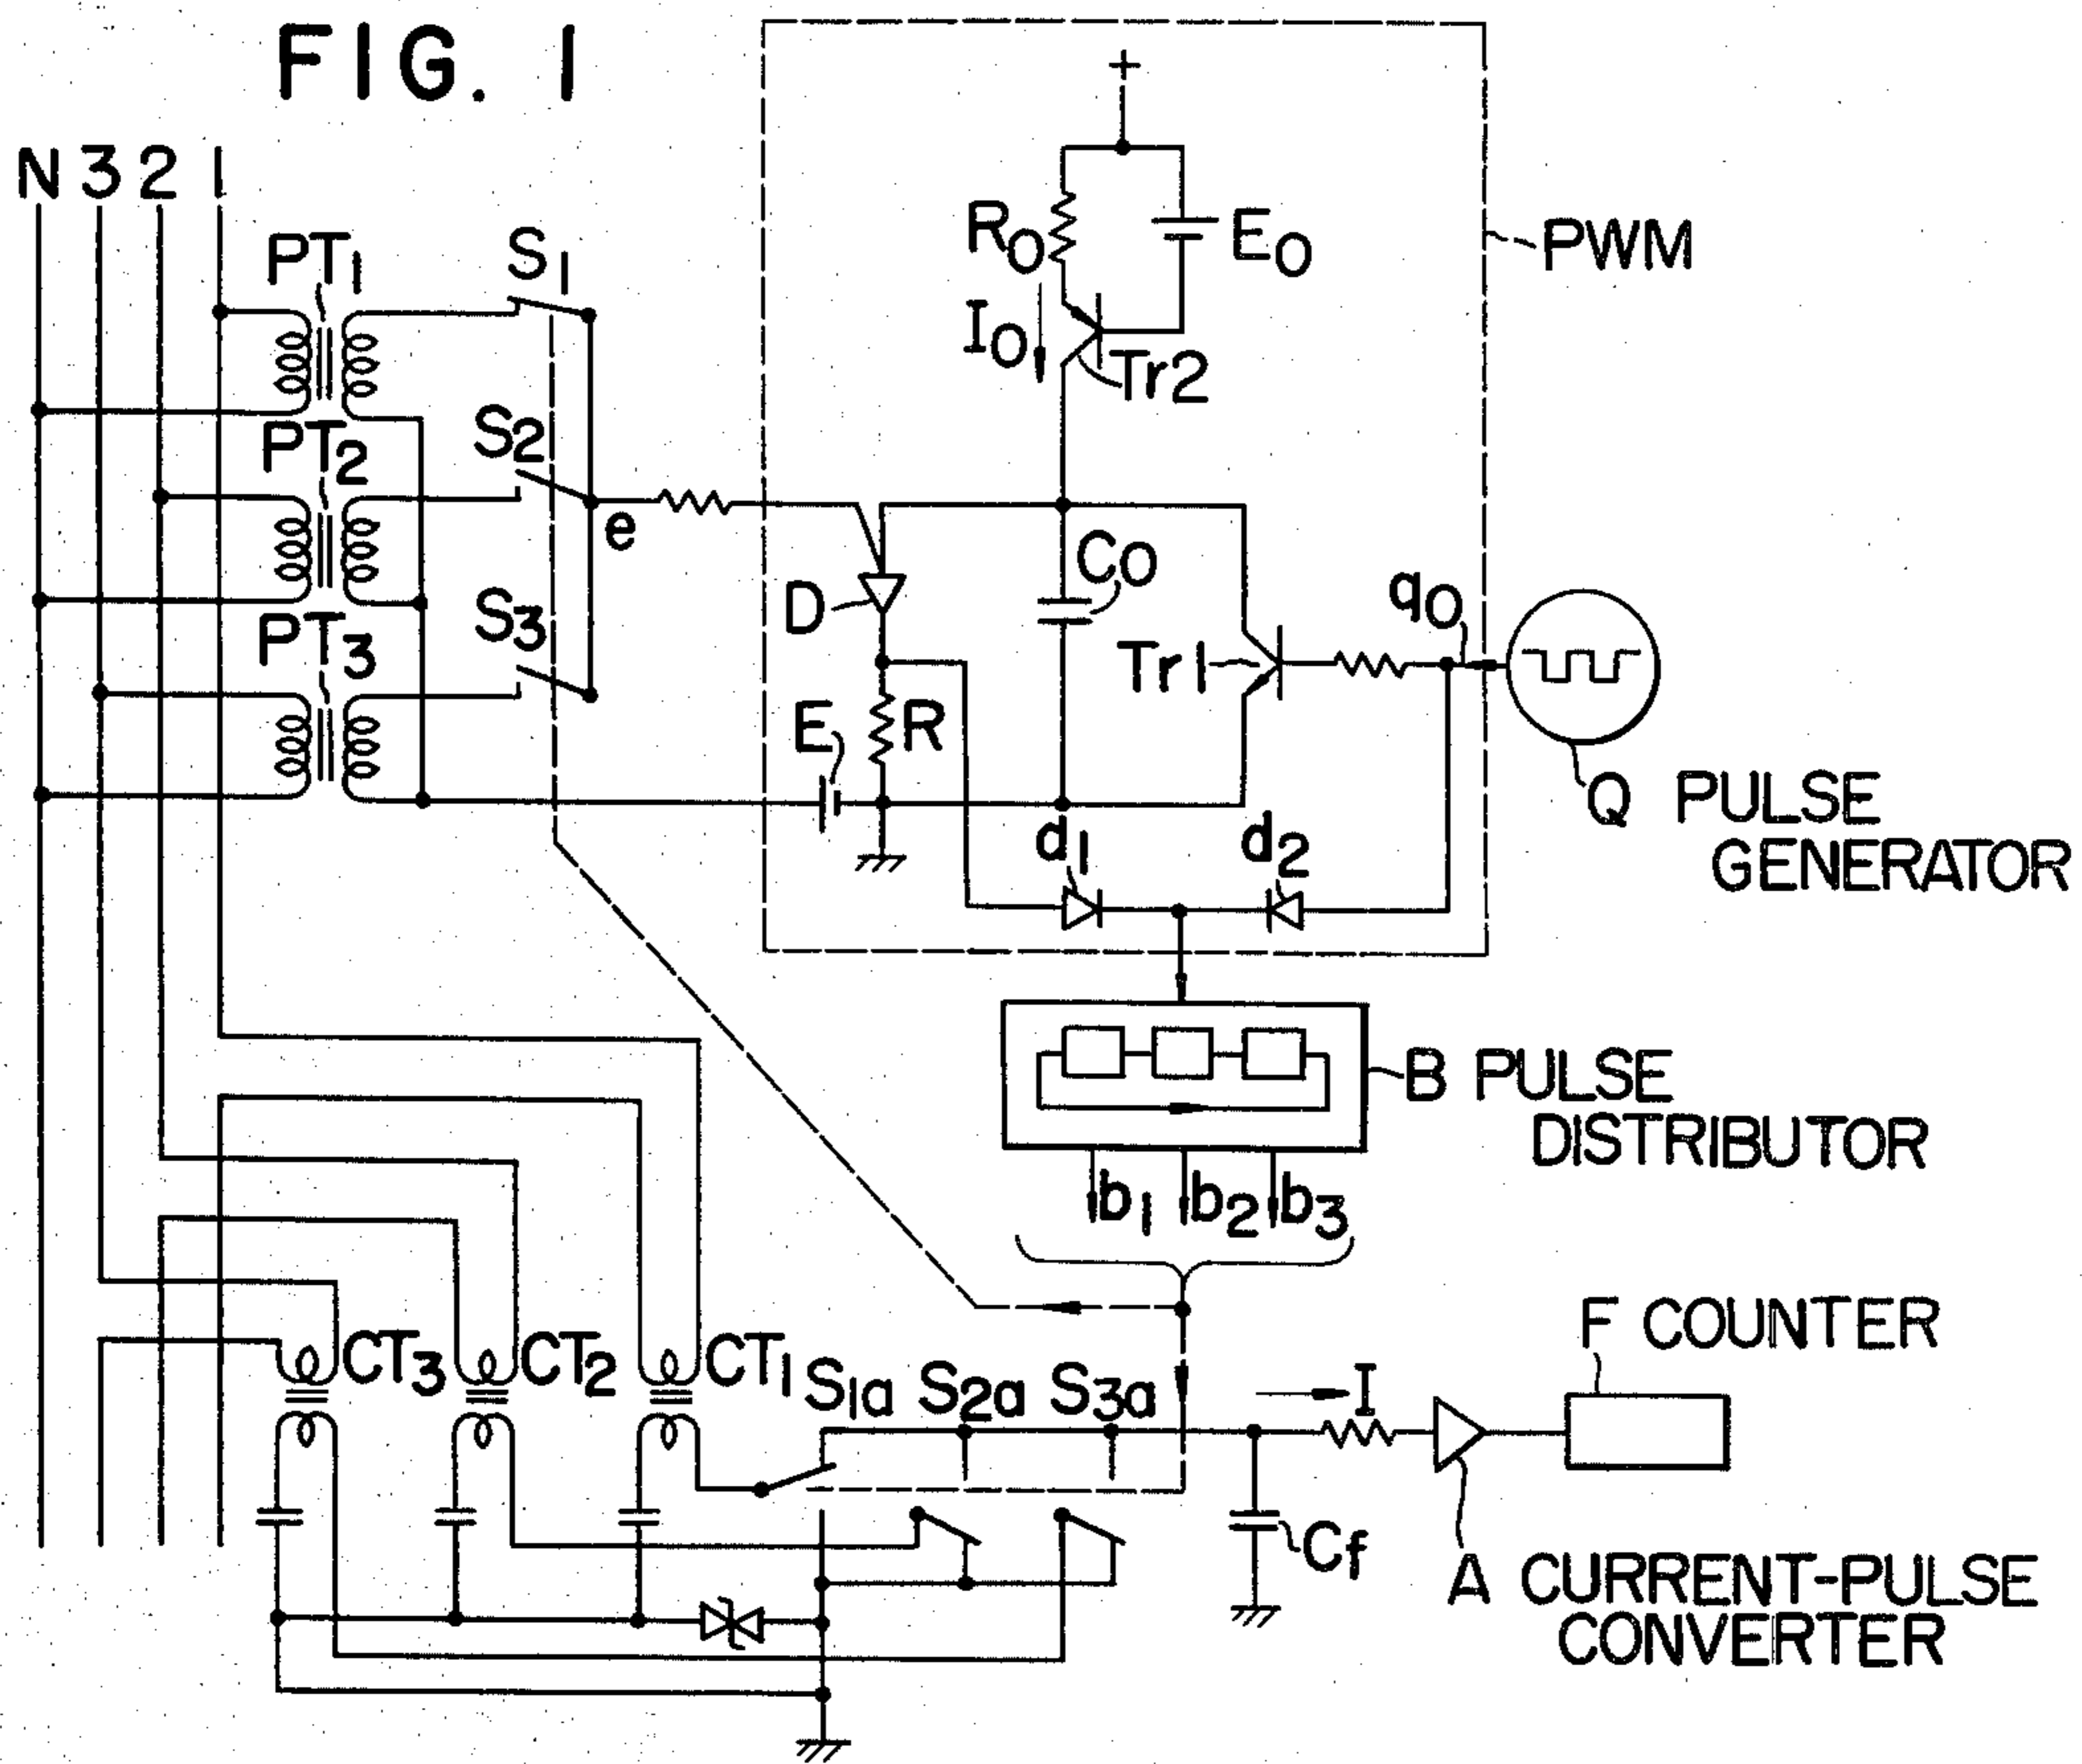 FIG. 1
N 3 2 1
PT1
S1
PT2
S2
e
PT3
S3
+
R0
E0
PWM
I0
Tr2
C0
D
q0
Tr1
E
R
Q PULSE
GENERATOR
d1
d2
B PULSE
DISTRIBUTOR
b1 b2 b3
F COUNTER
CT3 CT2 CT1
S1a S2a S3a
I
Cf
A CURRENT-PULSE
CONVERTER